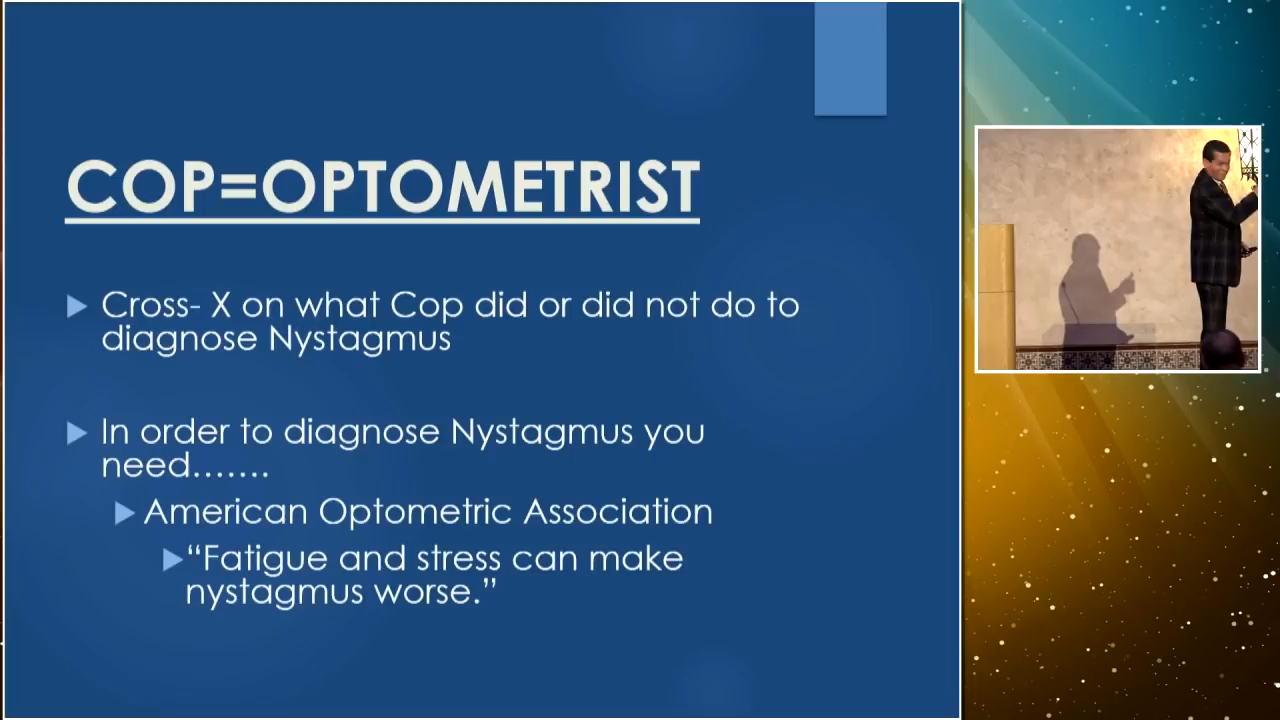 COP=OPTOMETRIST
Cross- X on what Cop did or did not do to
diagnose Nystagmus
In order to diagnose Nystagmus you
need.......
American Optometric Association
“Fatigue and stress can make
nystagmus worse.”